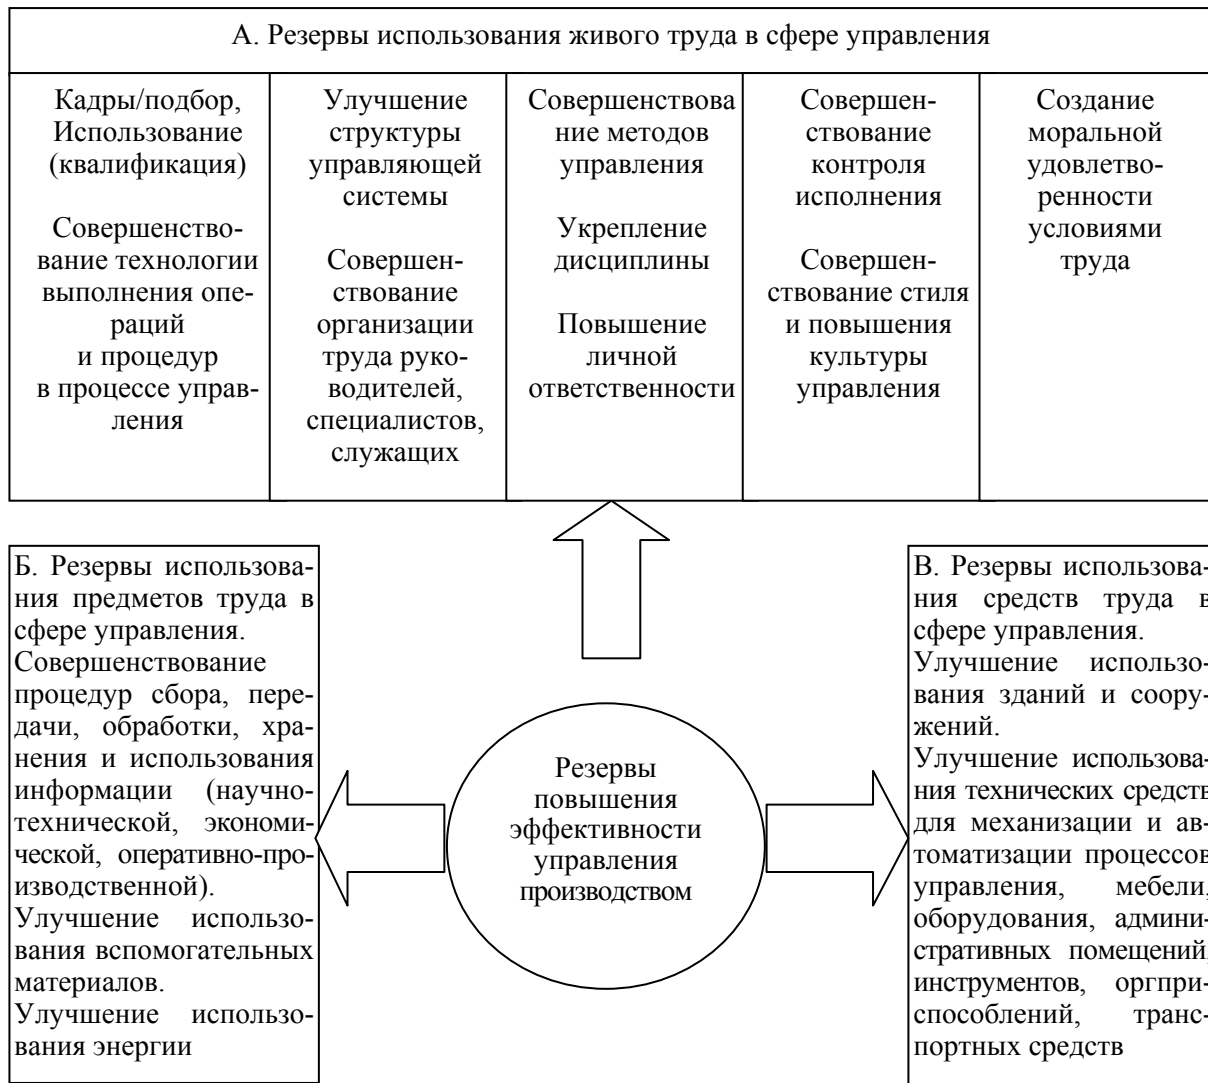 А. Резервы использования живого труда в сфере управления
Кадры/подбор,
Использование
(квалификация)
Совершенство-
вание технологии
выполнения опе-
раций
и процедур
в процессе управ-
ления
Улучшение
структуры
управляющей
системы
Совершен-
ствование
организации
труда руко-
водителей,
специалистов,
служащих
Совершенствова
ние методов
управления
Укрепление
дисциплины
Повышение
личной
ответственности
Совершен-
ствование
контроля
исполнения
Совершен-
ствование стиля
и повышения
культуры
управления
Создание
моральной
удовлетво-
ренности
условиями
труда
Б. Резервы использова-
ния предметов труда в
сфере управления.
Совершенствование
процедур сбора, пере-
дачи, обработки, хра-
нения и использования
информации (научно-
технической, экономи-
ческой, оперативно-про-
изводственной).
Улучшение использо-
вания вспомогательных
материалов.
Улучшение использо-
вания энергии
Резервы
повышения
эффективности
управления
производством
В. Резервы использова-
ния средств труда в
сфере управления.
Улучшение использо-
вания зданий и соору-
жений.
Улучшение использова-
ния технических средств
для механизации и ав-
томатизации процессов
управления, мебели,
оборудования, админи-
стративных помещений,
инструментов, оргпри-
способлений, транс-
портных средств